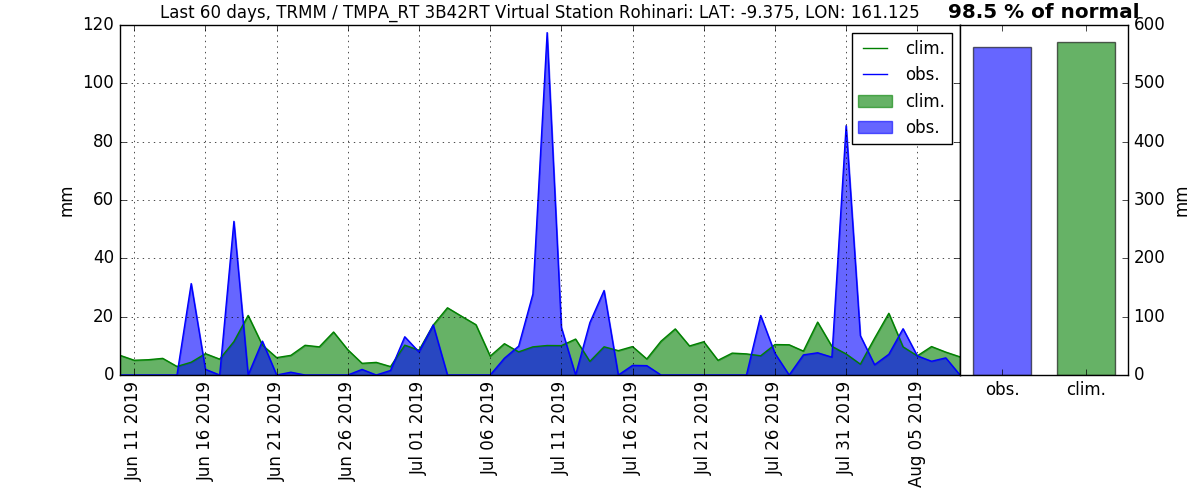 Last 60 days, TRMM / TMPA_RT 3B42RT Virtual Station Rohinari: LAT: -9.375, LON: 161.125
98.5 % of normal
120
100
80
60
40
20
0
mm
clim.
obs.
clim.
obs.
Jun 11 2019
Jun 16 2019
Jun 21 2019
Jun 26 2019
Jul 01 2019
Jul 06 2019
Jul 11 2019
Jul 16 2019
Jul 21 2019
Jul 26 2019
Jul 31 2019
Aug 05 2019
600
500
400
300
200
100
0
mm
obs.
clim.